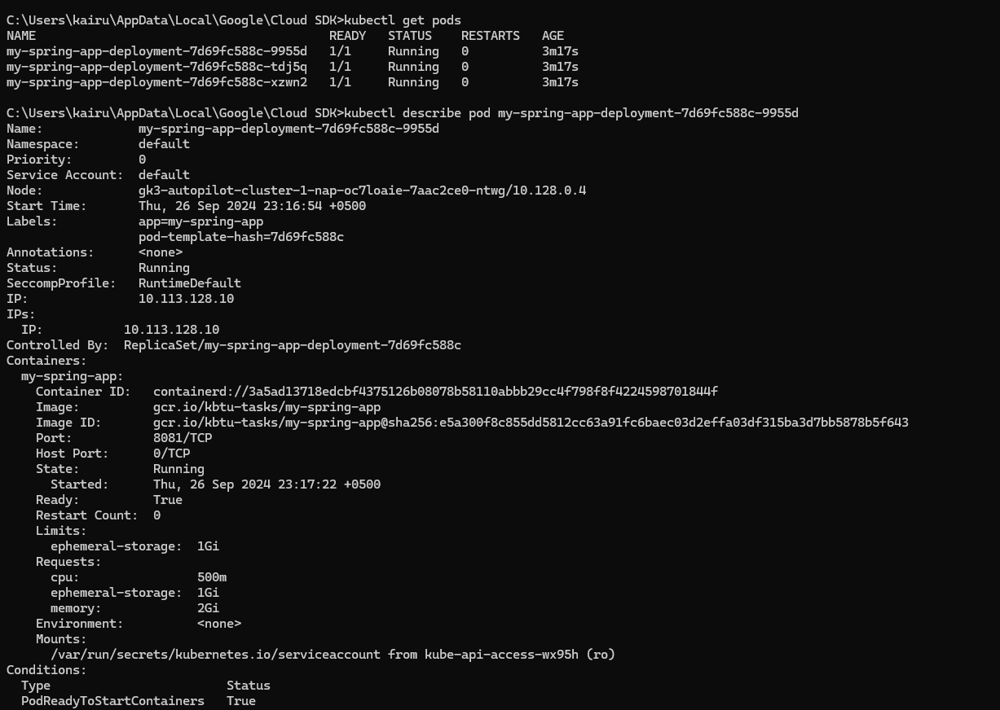 C:\Users\kairu\AppData\Local\Google\Cloud SDK>kubectl get pods
NAME                                        READY   STATUS    RESTARTS   AGE
my-spring-app-deployment-7d69fc588c-9955d   1/1     Running   0          3m17s
my-spring-app-deployment-7d69fc588c-tdj5q   1/1     Running   0          3m17s
my-spring-app-deployment-7d69fc588c-xzwn2   1/1     Running   0          3m17s

C:\Users\kairu\AppData\Local\Google\Cloud SDK>kubectl describe pod my-spring-app-deployment-7d69fc588c-9955d
Name:             my-spring-app-deployment-7d69fc588c-9955d
Namespace:        default
Priority:         0
Service Account:  default
Node:             gk3-autopilot-cluster-1-nap-oc7loaie-7aac2ce0-ntwg/10.128.0.4
Start Time:       Thu, 26 Sep 2024 23:16:54 +0500
Labels:           app=my-spring-app
                  pod-template-hash=7d69fc588c
Annotations:      <none>
Status:           Running
SeccompProfile:   RuntimeDefault
IP:               10.113.128.10
IPs:
  IP:           10.113.128.10
Controlled By:  ReplicaSet/my-spring-app-deployment-7d69fc588c
Containers:
  my-spring-app:
    Container ID:   containerd://3a5ad13718edcbf4375126b08078b58110abbb29cc4f798f8f4224598701844f
    Image:          gcr.io/kbtu-tasks/my-spring-app
    Image ID:       gcr.io/kbtu-tasks/my-spring-app@sha256:e5a300f8c855dd5812cc63a91fc6baec03d2effa03df315ba3d7bb5878b5f643
    Port:           8081/TCP
    Host Port:      0/TCP
    State:          Running
      Started:      Thu, 26 Sep 2024 23:17:22 +0500
    Ready:          True
    Restart Count:  0
    Limits:
      ephemeral-storage:  1Gi
    Requests:
      cpu:                500m
      ephemeral-storage:  1Gi
      memory:             2Gi
    Environment:          <none>
    Mounts:
      /var/run/secrets/kubernetes.io/serviceaccount from kube-api-access-wx95h (ro)
Conditions:
  Type                        Status
  PodReadyToStartContainers   True